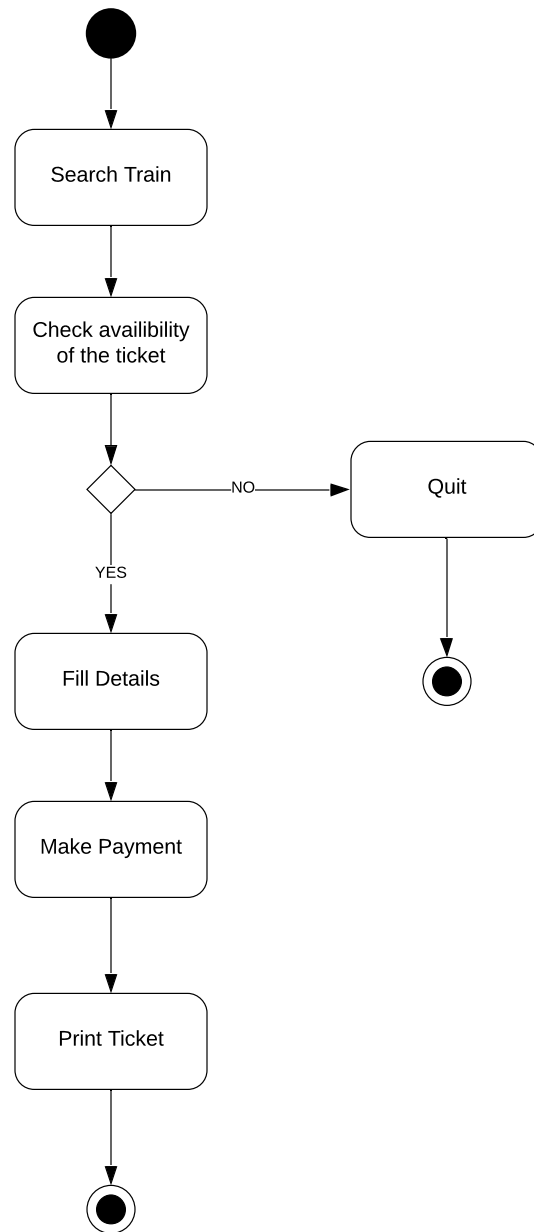 Search Train
Check availibility
of the ticket
NO
Quit
YES
Fill Details
Make Payment
Print Ticket